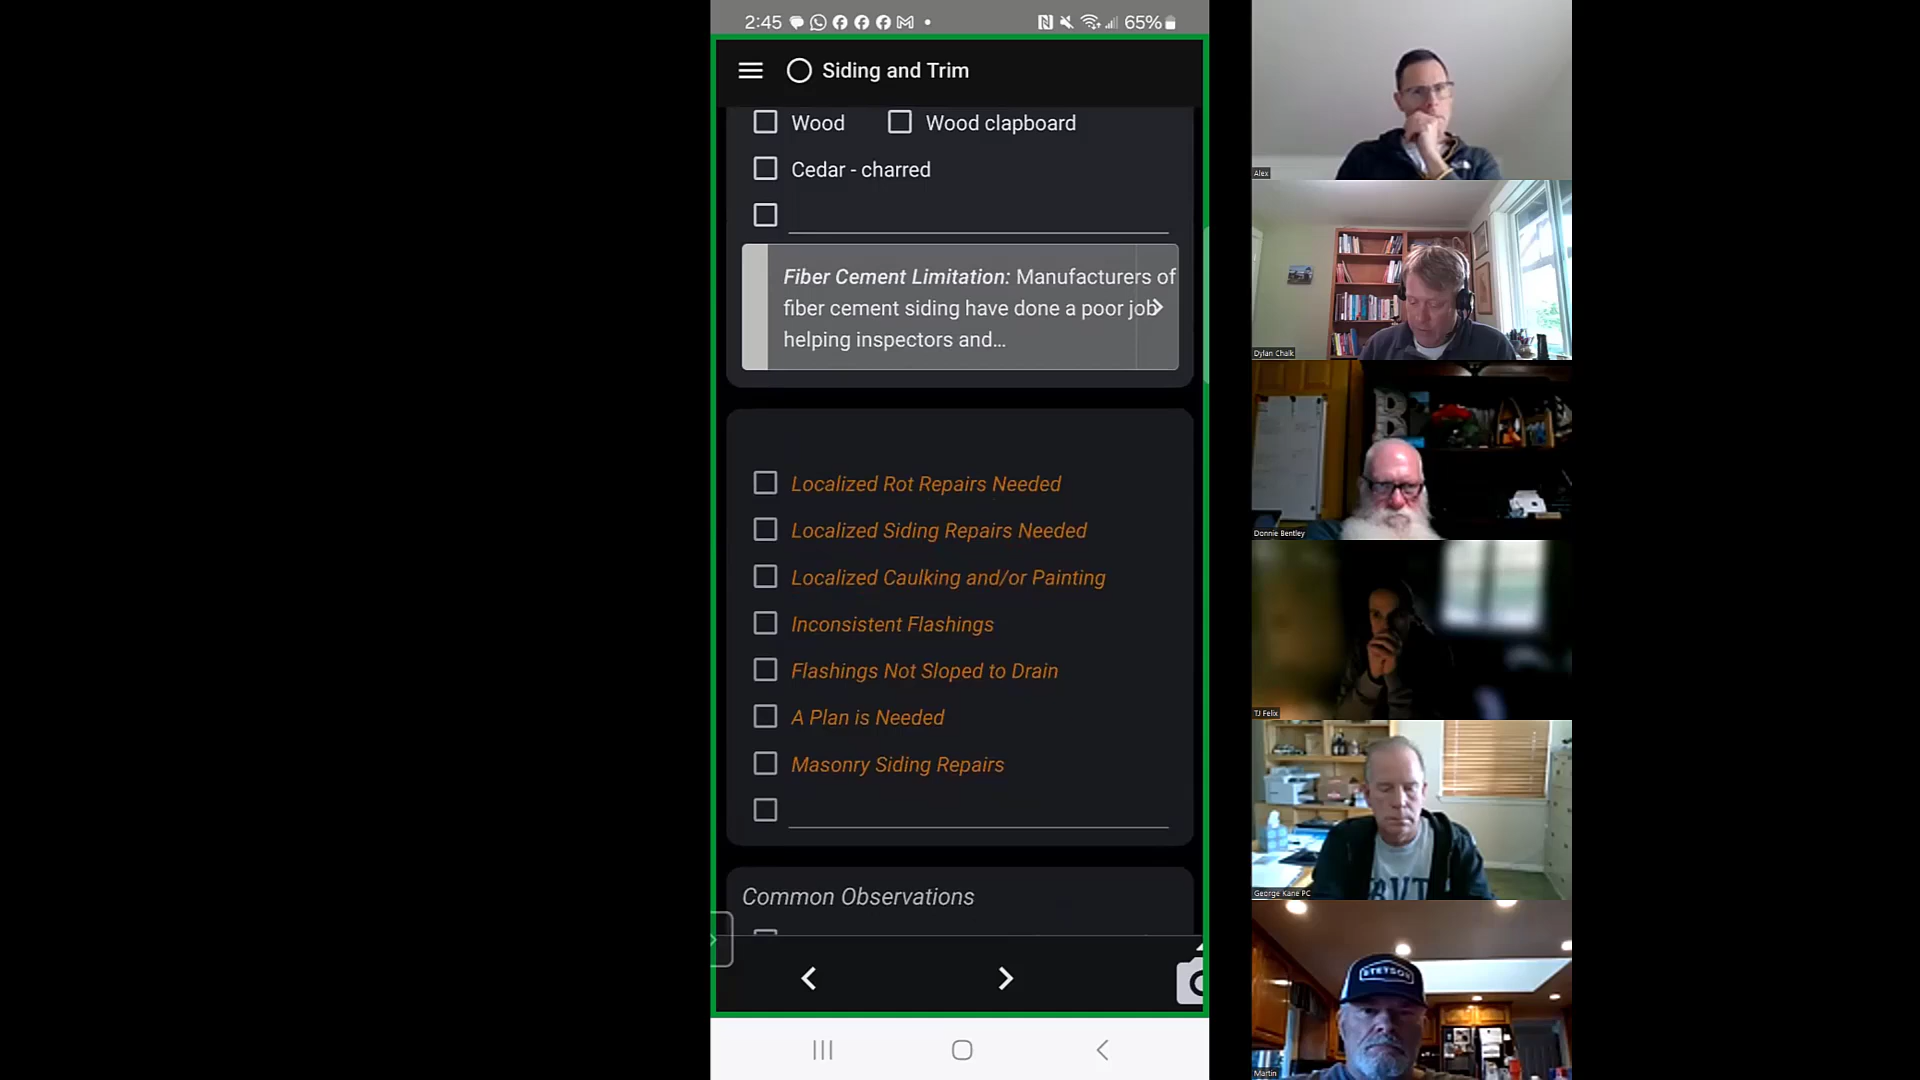 2:45
65%
Siding and Trim
Wood
Wood clapboard
Cedar - charred
Fiber Cement Limitation: Manufacturers of
fiber cement siding have done a poor job
helping inspectors and...
Localized Rot Repairs Needed
Localized Siding Repairs Needed
Localized Caulking and/or Painting
Inconsistent Flashings
Flashings Not Sloped to Drain
A Plan is Needed
Masonry Siding Repairs
Common Observations
Alex
Dylan Chalk
Donnie Bentley
TJ Felix
George Kane PC
STETSON
Martin